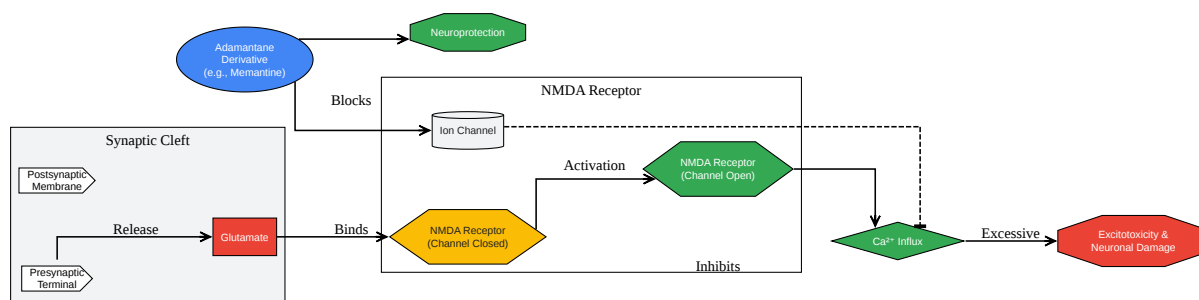 Neuroprotection
Adamantane
Derivative
(e.g., Memantine)
Blocks
NMDA Receptor
Ion Channel
Synaptic Cleft
Postsynaptic
Membrane
Activation
NMDA Receptor
(Channel Open)
Release
Glutamate
Binds
NMDA Receptor
(Channel Closed)
Ca²⁺ Influx
Excessive
Excitotoxicity &
Neuronal Damage
Inhibits
Presynaptic
Terminal